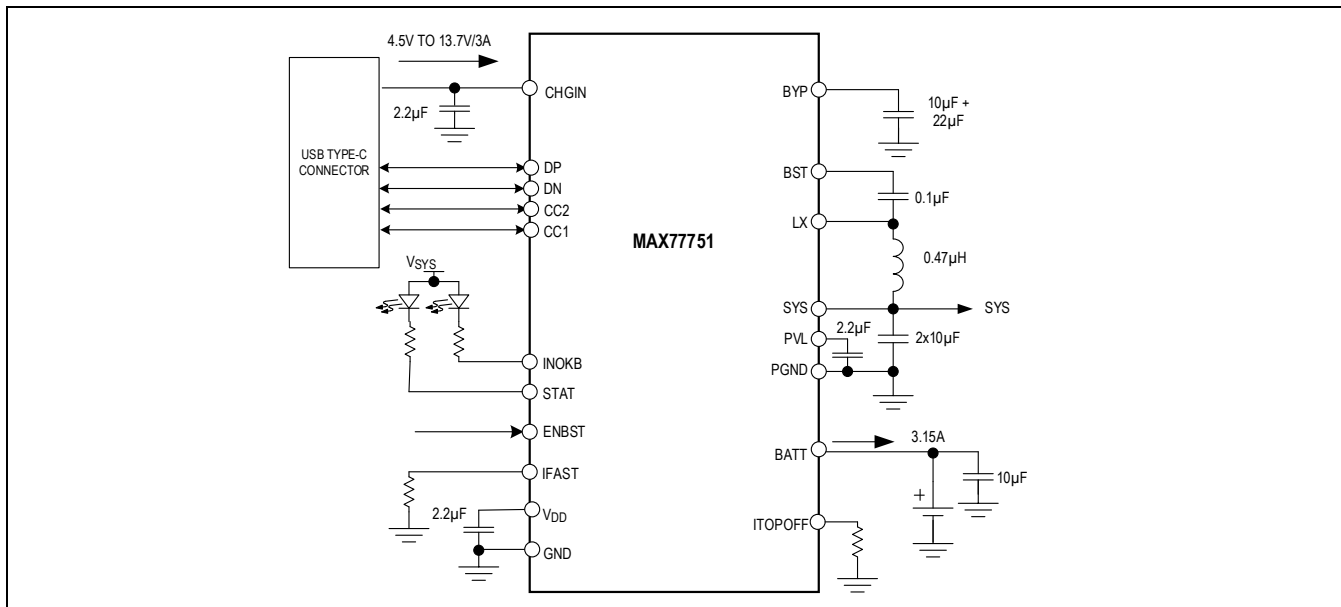 4.5V TO 13.7V/3A
CHGIN
2.2µF
USB TYPE-C
CONNECTOR
DP
DN
CC2
CC1
VSYS
INOKB
STAT
ENBST
IFAST
VDD
2.2µF
GND
MAX77751
BYP
10µF +
22µF
BST
0.1µF
LX
0.47µH
SYS
SYS
PVL
2.2µF
2x10µF
PGND
3.15A
BATT
10µF
+
ITOPOFF